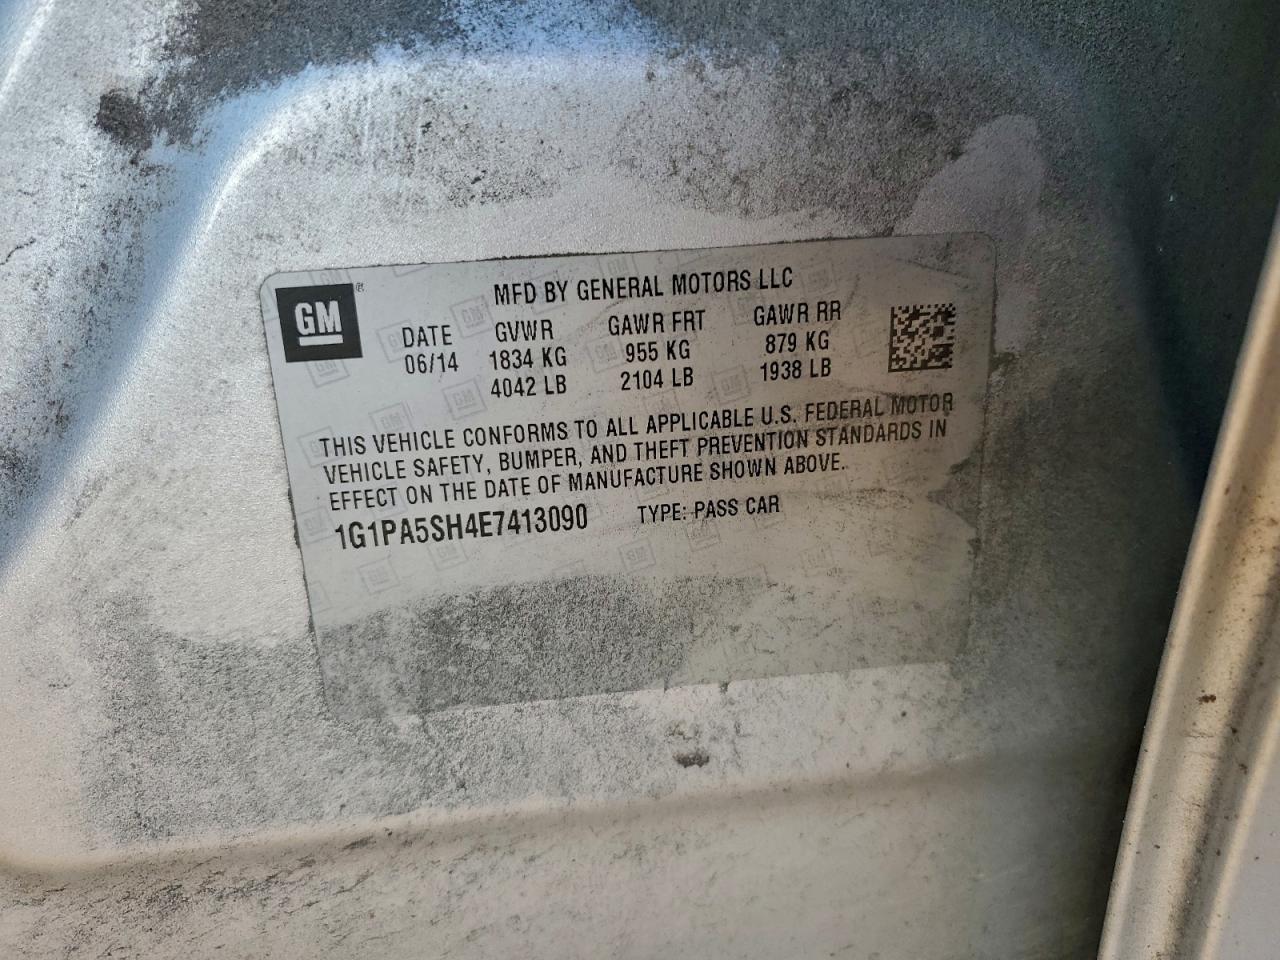 GM ®
MFD BY GENERAL MOTORS LLC
DATE GVWR GAWR FRT GAWR RR
06/14 1834 KG 955 KG 879 KG
4042 LB 2104 LB 1938 LB
THIS VEHICLE CONFORMS TO ALL APPLICABLE U.S. FEDERAL MOTOR
VEHICLE SAFETY, BUMPER, AND THEFT PREVENTION STANDARDS IN
EFFECT ON THE DATE OF MANUFACTURE SHOWN ABOVE.
1G1PA5SH4E7413090 TYPE: PASS CAR